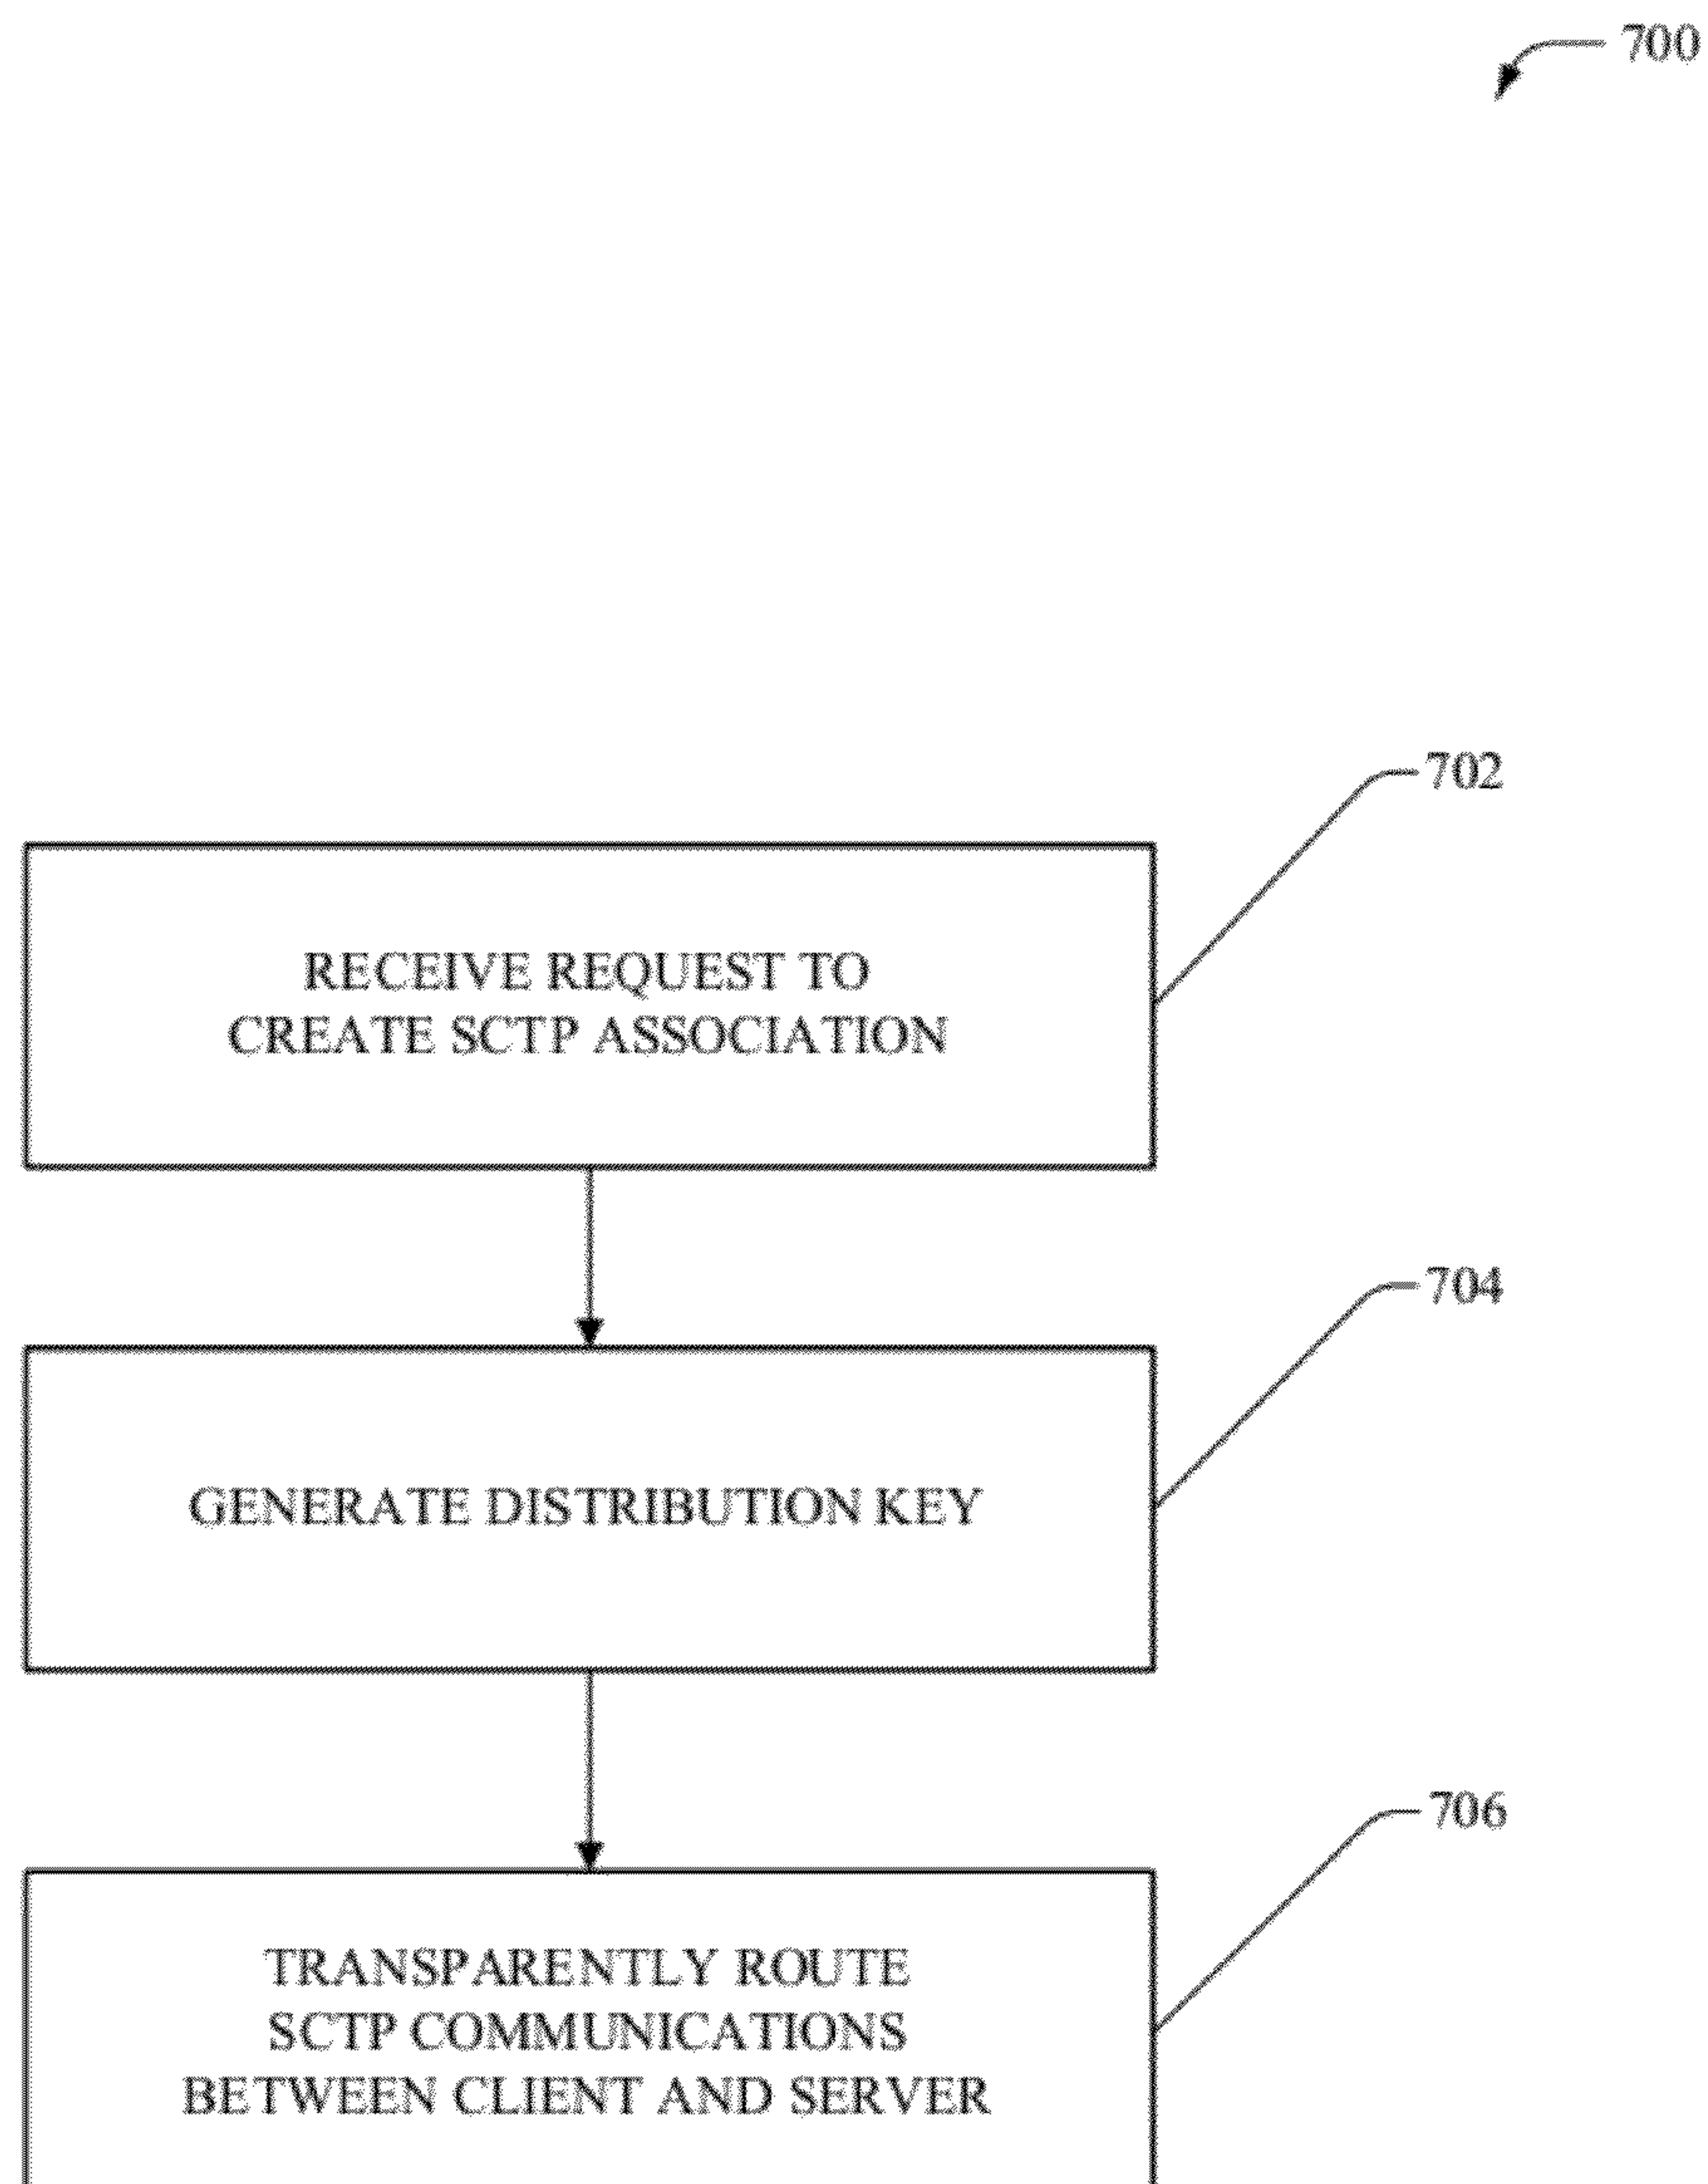 700
702
RECEIVE REQUEST TO
CREATE SCTP ASSOCIATION
704
GENERATE DISTRIBUTION KEY
706
TRANSPARENTLY ROUTE
SCTP COMMUNICATIONS
BETWEEN CLIENT AND SERVER